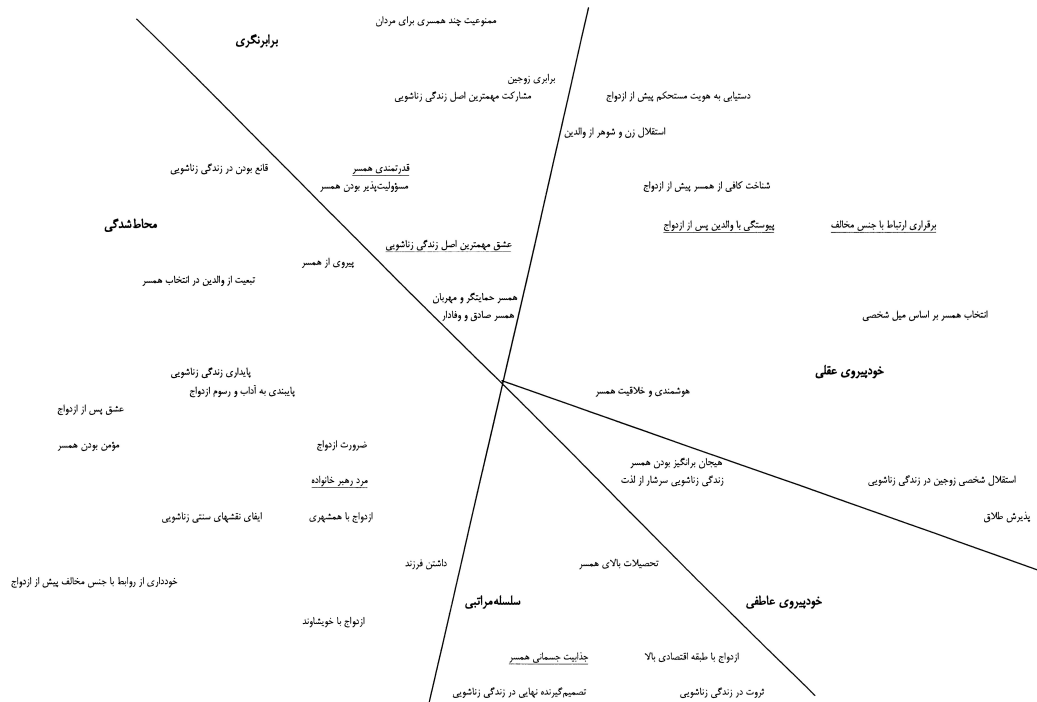 ممنوعیت چند همسری برای مردان
برابرنگری
برابری زوجین
مشارکت مهمترین اصل زندگی زناشویی
دستیابی به هویت مستحکم پیش از ازدواج
استقلال زن و شوهر از والدین
قدرتمندی همسر
قانع بودن در زندگی زناشویی
مسؤولیت‌پذیر بودن همسر
شناخت کافی از همسر پیش از ازدواج
برقراری ارتباط با جنس مخالف
پیوستگی با والدین پس از ازدواج
محاط‌شدگی
عشق مهمترین اصل زندگی زناشویی
پیروی از همسر
تبعیت از والدین در انتخاب همسر
همسر حمایتگر و مهربان
انتخاب همسر بر اساس میل شخصی
همسر صادق و وفادار
خودپیروی عقلی
پایداری زندگی زناشویی
هوشمندی و خلاقیت همسر
پایبندی به آداب و رسوم ازدواج
عشق پس از ازدواج
ضرورت ازدواج
مؤمن بودن همسر
هیجان برانگیز بودن همسر
استقلال شخصی زوجین در زندگی زناشویی
زندگی زناشویی سرشار از لذت
مرد رهبر خانواده
پذیرش طلاق
ازدواج با همشهری
ایفای نقشهای سنتی زناشویی
تحصیلات بالای همسر
داشتن فرزند
خودداری از روابط با جنس مخالف پیش از ازدواج
خودپیروی عاطفی
سلسله‌مراتبی
ازدواج با خویشاوند
ازدواج با طبقه اقتصادی بالا
جذابیت جسمانی همسر
ثروت در زندگی زناشویی
تصمیم‌گیرنده نهایی در زندگی زناشویی